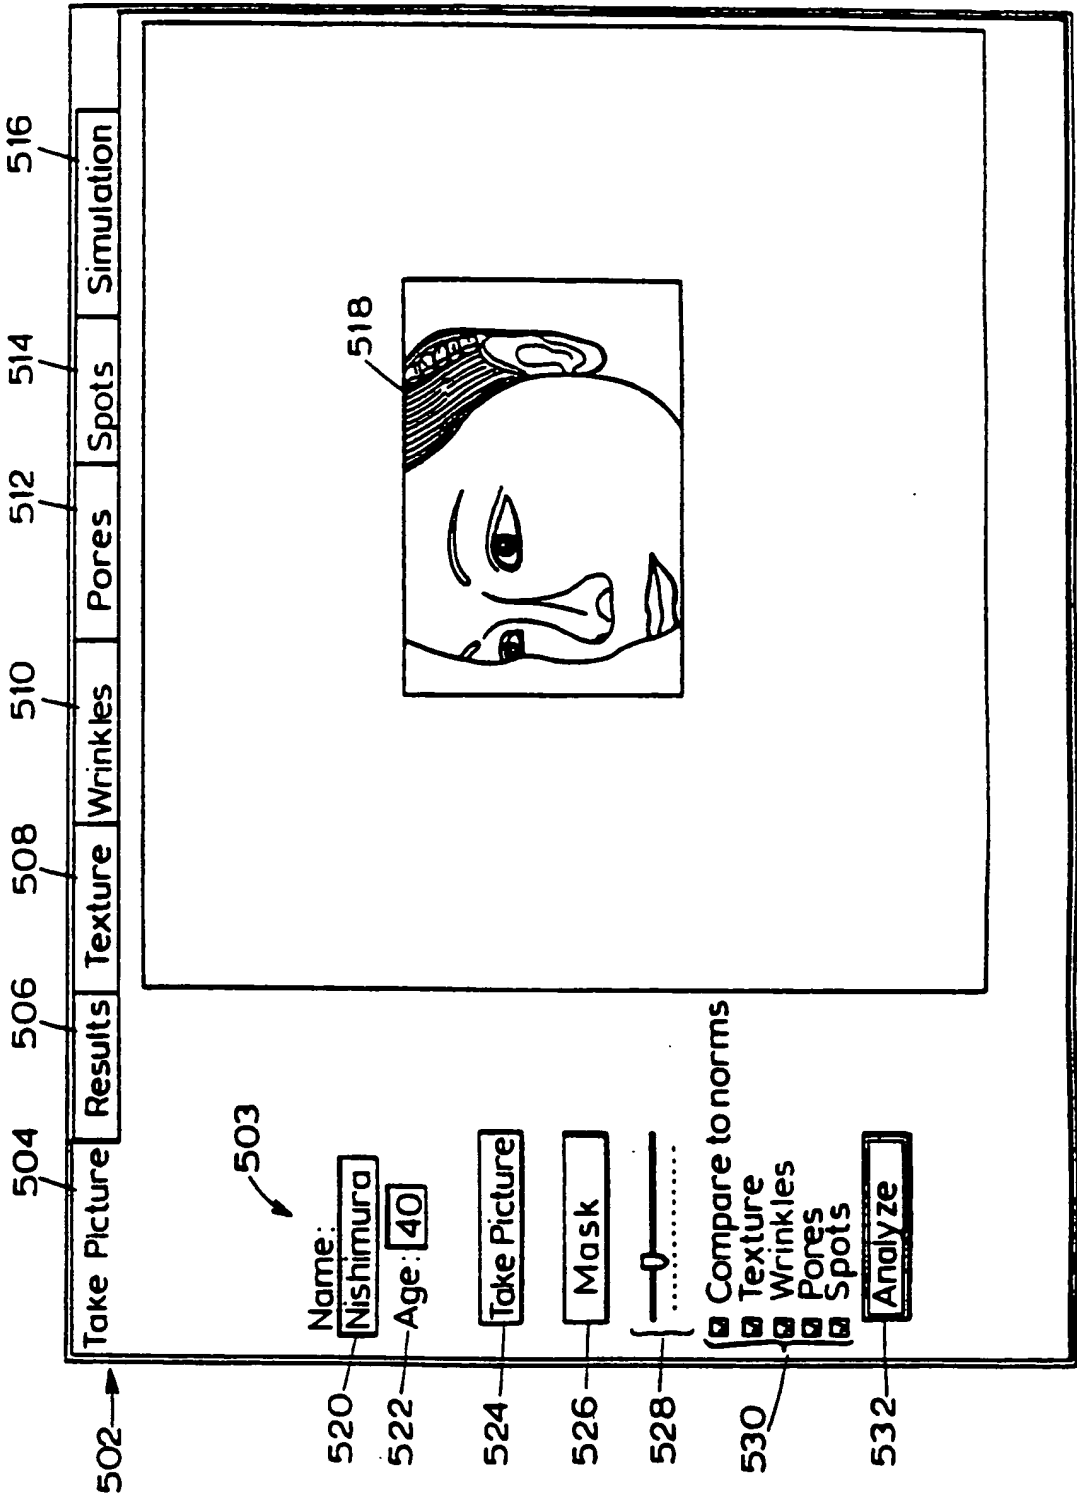 504 506 508 510 512 514 516
502
Take Picture Results Texture Wrinkles Pores Spots Simulation
503
518
Name:
520 Nishimura
522 Age: 40
524 Take Picture
526 Mask
528
530
Compare to norms
Texture
Wrinkles
Pores
Spots
532 Analyze